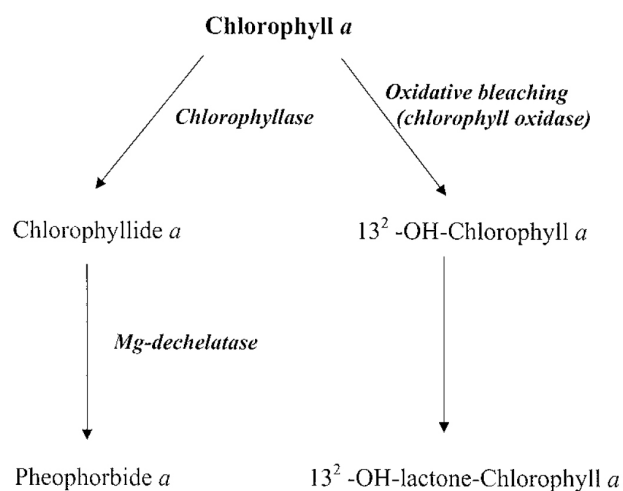 Chlorophyll a
Oxidative bleaching
(chlorophyll oxidase)
Chlorophyllase
Chlorophyllide a
13² -OH-Chlorophyll a
Mg-dechelatase
Pheophorbide a
13² -OH-lactone-Chlorophyll a